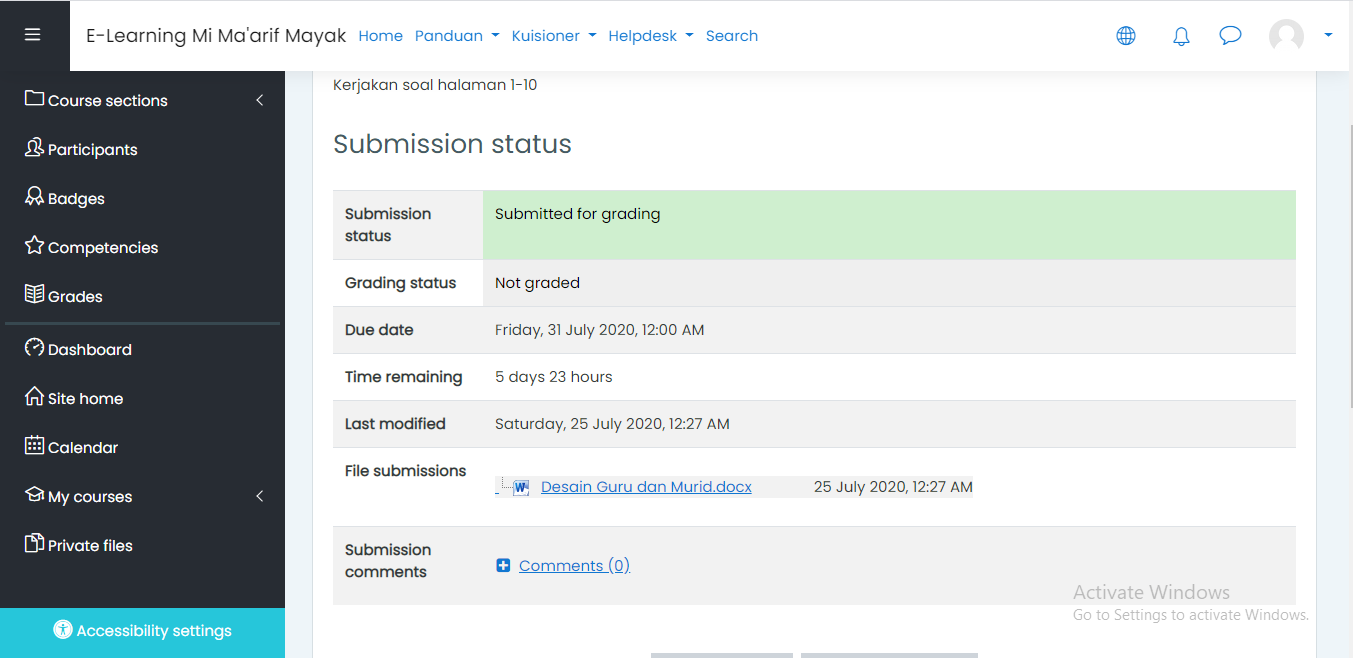 E-Learning Mi Ma'arif Mayak Home Panduan Kuisioner Helpdesk Search
Course sections
Participants
Badges
Competencies
Grades
Dashboard
Site home
Calendar
My courses
Private files
Accessibility settings
Kerjakan soal halaman 1-10
Submission status
Submission
status
Submitted for grading
Grading status Not graded
Due date Friday, 31 July 2020, 12:00 AM
Time remaining 5 days 23 hours
Last modified Saturday, 25 July 2020, 12:27 AM
File submissions
Desain Guru dan Murid.docx 25 July 2020, 12:27 AM
Submission
comments
Comments (0)
Activate Windows
Go to Settings to activate Windows.